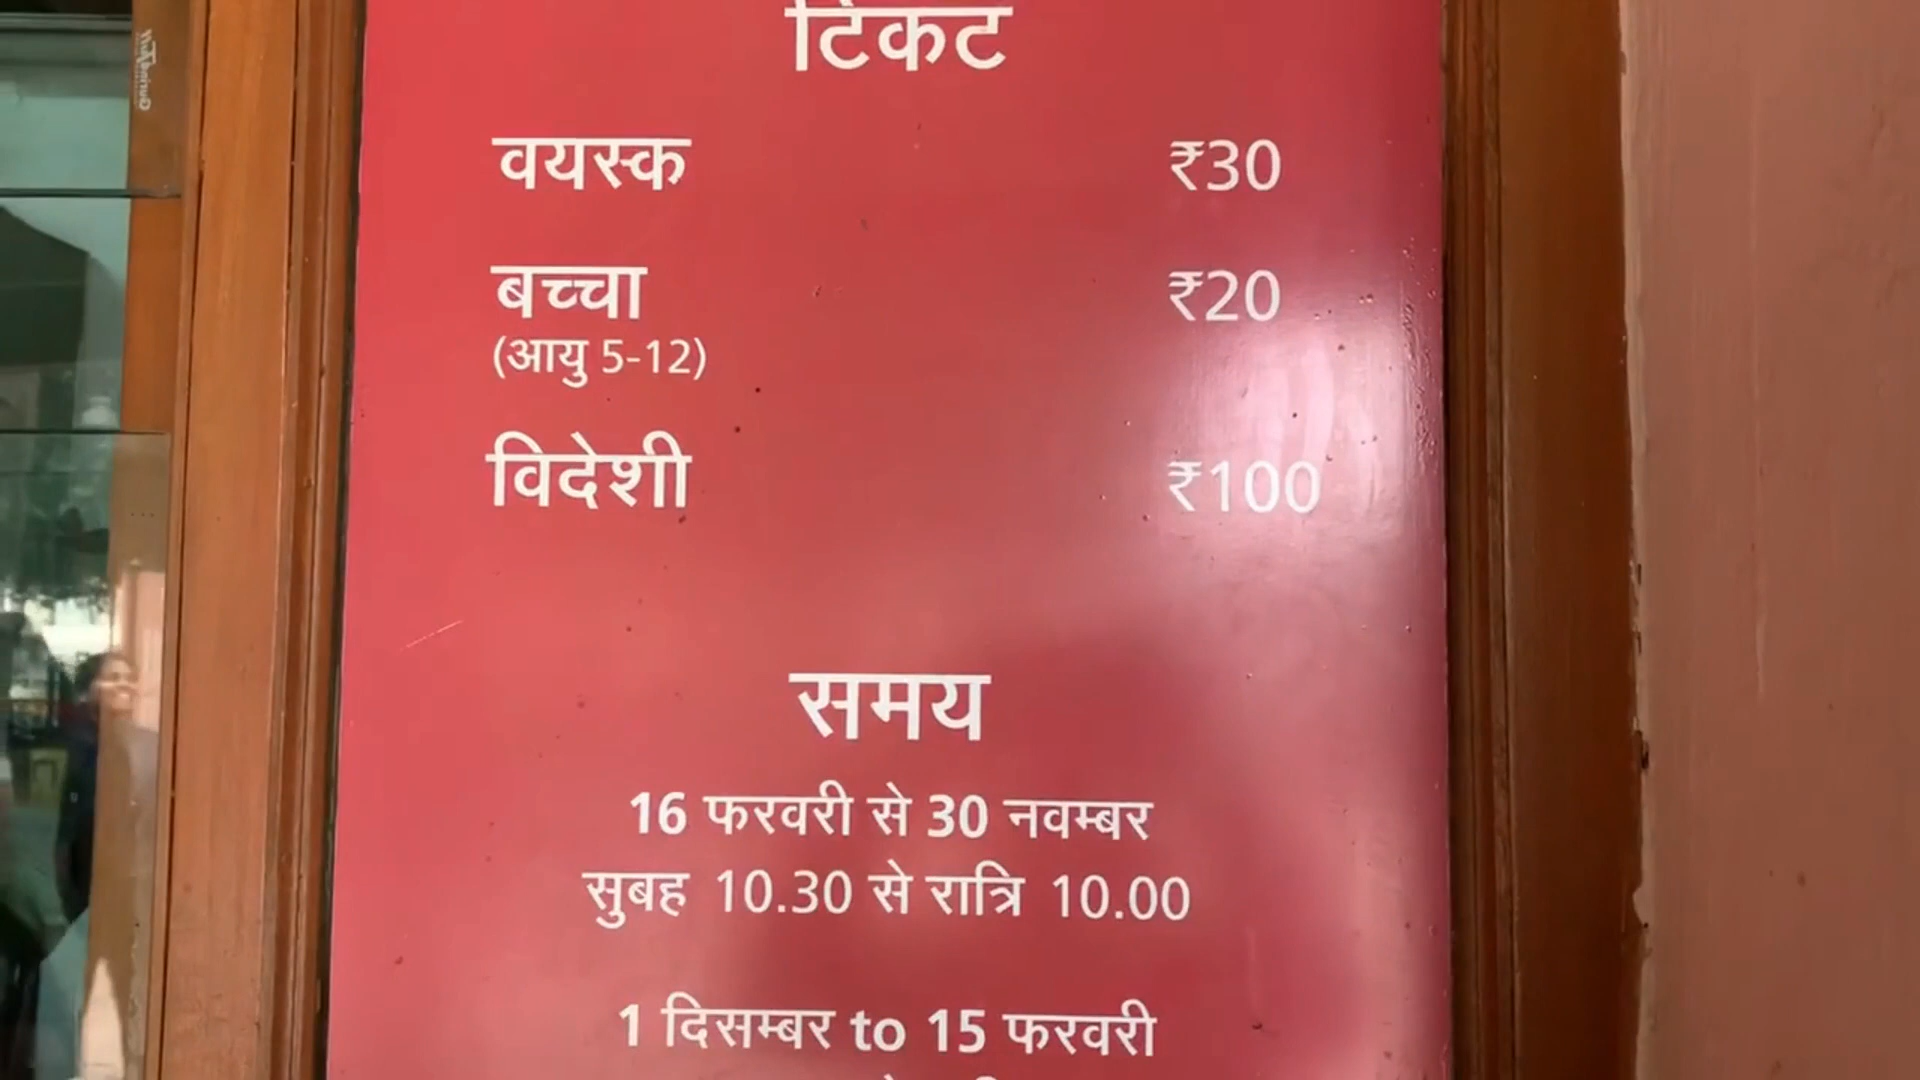 टिकट
वयस्क ₹30
बच्चा ₹20
(आयु 5-12)
विदेशी ₹100
समय
16 फरवरी से 30 नवम्बर
सुबह 10.30 से रात्रि 10.00
1 दिसम्बर to 15 फरवरी